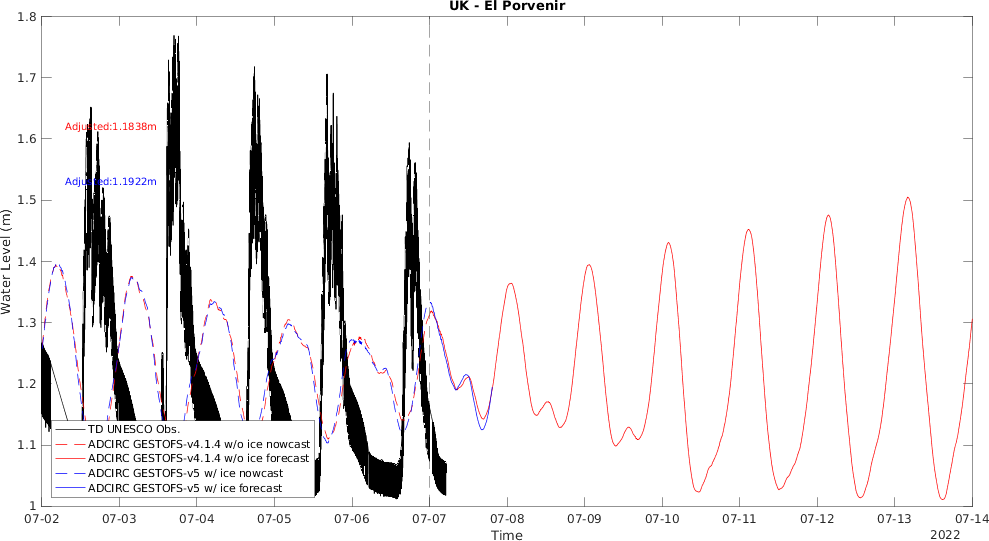 UK - El Porvenir
1.8
1.7
1.6
1.5
1.4
1.3
1.2
1.1
1
Water Level (m)
Adjusted:1.1838m
Adjusted:1.1922m
TD UNESCO Obs.
ADCIRC GESTOFS-v4.1.4 w/o ice nowcast
ADCIRC GESTOFS-v4.1.4 w/o ice forecast
ADCIRC GESTOFS-v5 w/ ice nowcast
ADCIRC GESTOFS-v5 w/ ice forecast
07-02 07-03 07-04 07-05 07-06 07-07 07-08 07-09 07-10 07-11 07-12 07-13 07-14
Time
2022